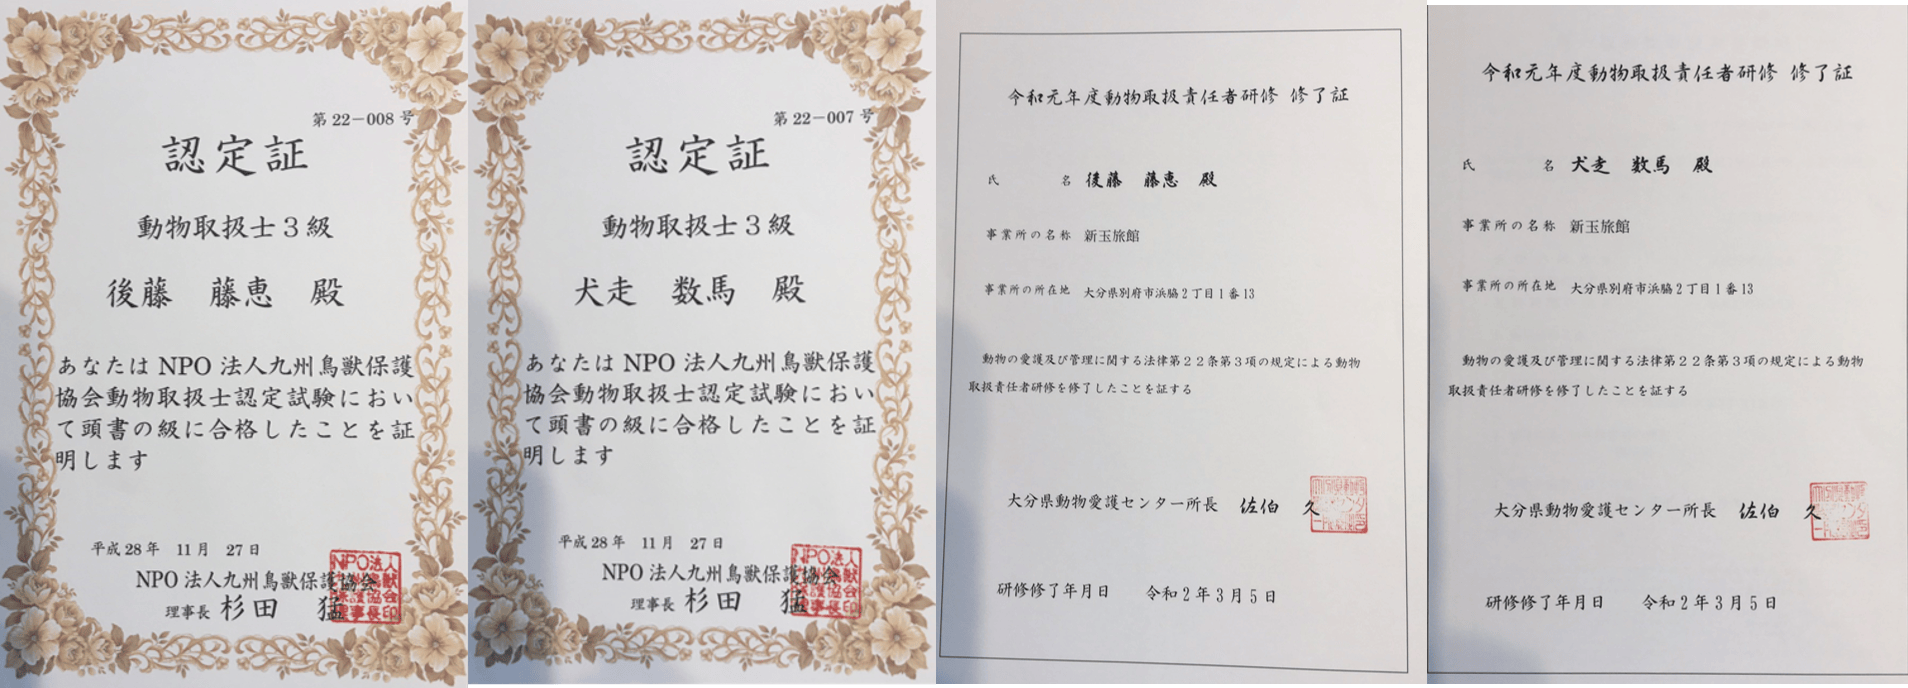 第22－008号
認定証
動物取扱士３級
後藤　藤恵　殿
あなたは NPO 法人九州鳥獣保護
協会動物取扱士認定試験におい
て頭書の級に合格したことを証
明します
平成28年　11月　27日
NPO 法人九州鳥獣保護協会
理事長 杉田　猛
第22－007号
認定証
動物取扱士３級
犬走　数馬　殿
あなたは NPO 法人九州鳥獣保護
協会動物取扱士認定試験におい
て頭書の級に合格したことを証
明します
平成28年　11月　27日
NPO 法人九州鳥獣保護協会
理事長 杉田　猛
令和元年度動物取扱責任者研修 修了証
氏　名　後藤　藤恵　殿
事業所の名称　新玉旅館
事業所の所在地　大分県別府市浜脇2丁目1番13
動物の愛護及び管理に関する法律第２２条第３項の規定による動物
取扱責任者研修を修了したことを証する
大分県動物愛護センター所長　佐伯　久
研修修了年月日　令和2年3月5日
令和元年度動物取扱責任者研修 修了証
氏　名　犬走　数馬　殿
事業所の名称　新玉旅館
事業所の所在地　大分県別府市浜脇2丁目1番13
動物の愛護及び管理に関する法律第２２条第３項の規定による動物
取扱責任者研修を修了したことを証する
大分県動物愛護センター所長　佐伯　久
研修修了年月日　令和2年3月5日